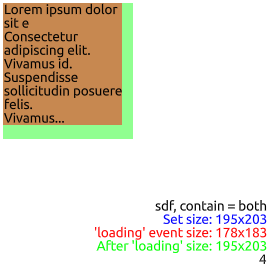 Lorem ipsum dolor
sit e
Consectetur
adipiscing elit.
Vivamus id.
Suspendisse
sollicitudin posuere
felis.
Vivamus...
sdf, contain = both
Set size: 195x203
'loading' event size: 178x183
After 'loading' size: 195x203
4